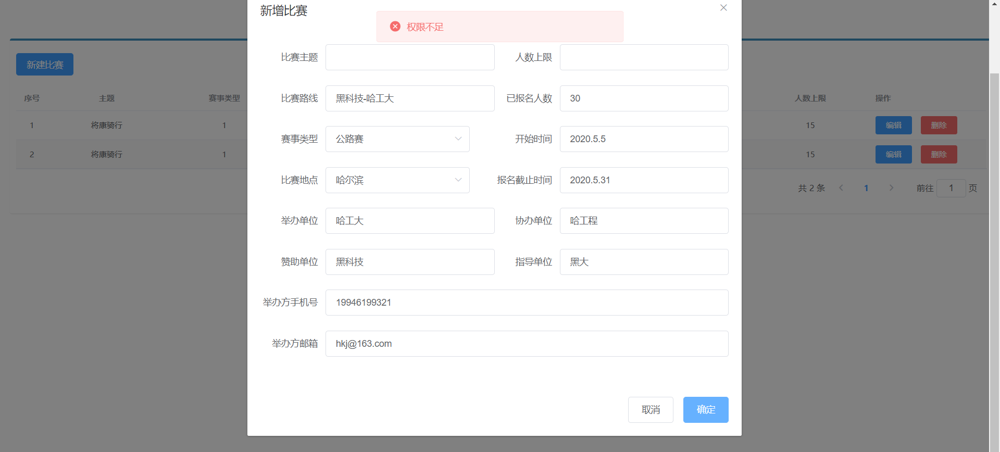 新增比赛
权限不足
新建比赛
序号 主题 赛事类型 人数上限 操作
1 将康骑行 1 15 编辑 删除
2 将康骑行 1 15 编辑 删除
共 2 条 1 前往 1 页
比赛主题 人数上限
比赛路线 黑科技-哈工大 已报名人数 30
赛事类型 公路赛 开始时间 2020.5.5
比赛地点 哈尔滨 报名截止时间 2020.5.31
举办单位 哈工大 协办单位 哈工程
赞助单位 黑科技 指导单位 黑大
举办方手机号 19946199321
举办方邮箱 hkj@163.com
取消 确定